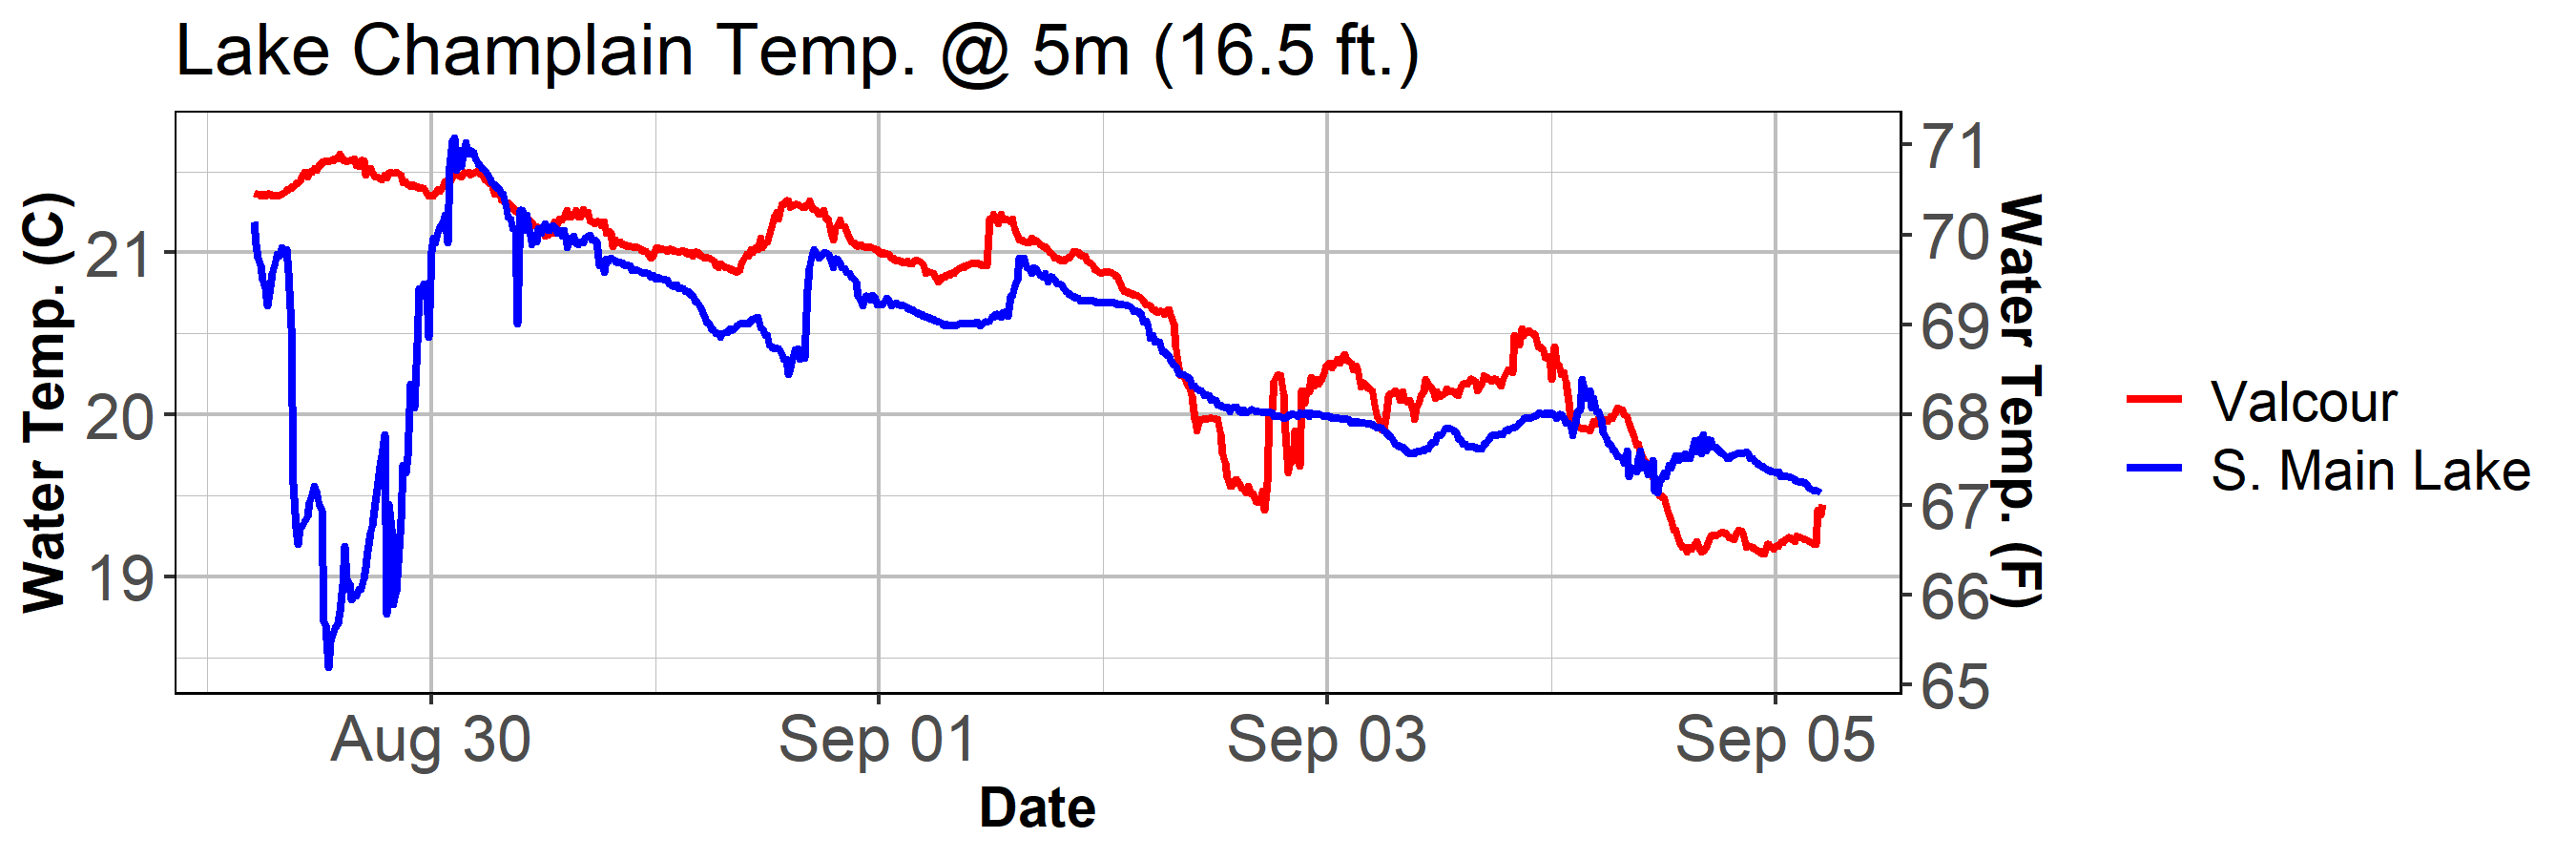 Lake Champlain Temp. @ 5m (16.5 ft.)
Water Temp. (C)
21
20
19
71
70
69
68
67
66
65
Water Temp. (F)
Aug 30
Sep 01
Sep 03
Sep 05
Date
Valcour
S. Main Lake